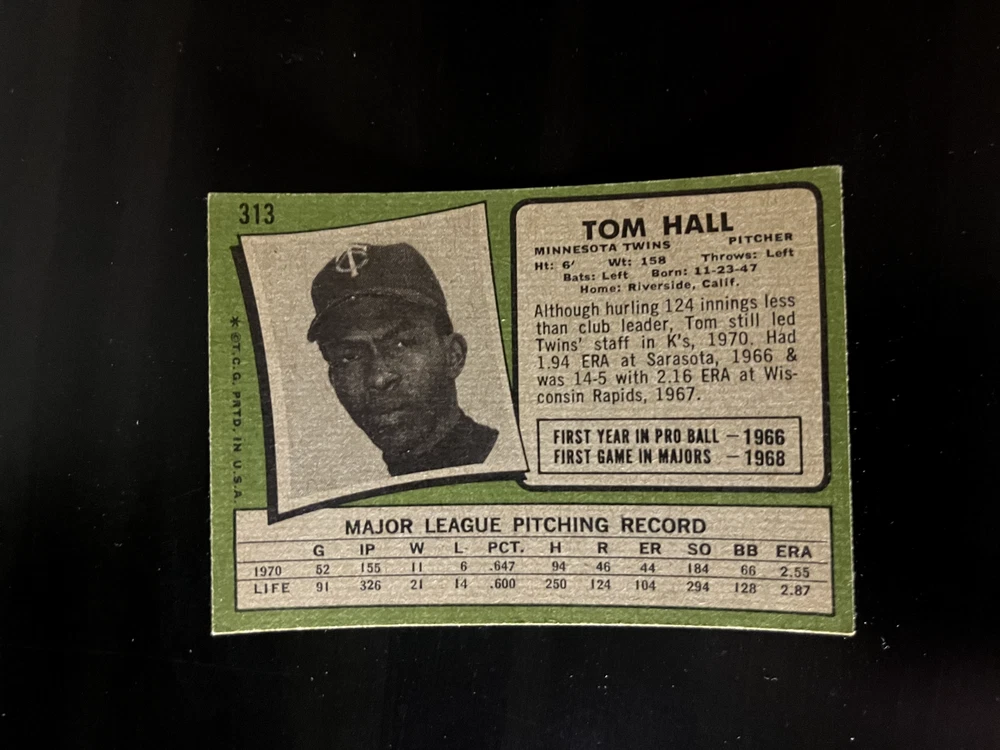 313
TOM HALL
MINNESOTA TWINS PITCHER
Ht: 6' Wt: 158 Throws: Left
Bats: Left Born: 11-23-47
Home: Riverside, Calif.
Although hurling 124 innings less
than club leader, Tom still led
Twins' staff in K's, 1970. Had
1.94 ERA at Sarasota, 1966 &
was 14-5 with 2.16 ERA at Wis-
consin Rapids, 1967.
FIRST YEAR IN PRO BALL – 1966
FIRST GAME IN MAJORS – 1968
TC
* ©T.C.G. PRTD. IN U.S.A.
MAJOR LEAGUE PITCHING RECORD
G IP W L PCT. H R ER SO BB ERA
1970 52 155 11 6 .647 94 46 44 184 66 2.55
LIFE 91 326 21 14 .600 250 124 104 294 128 2.87